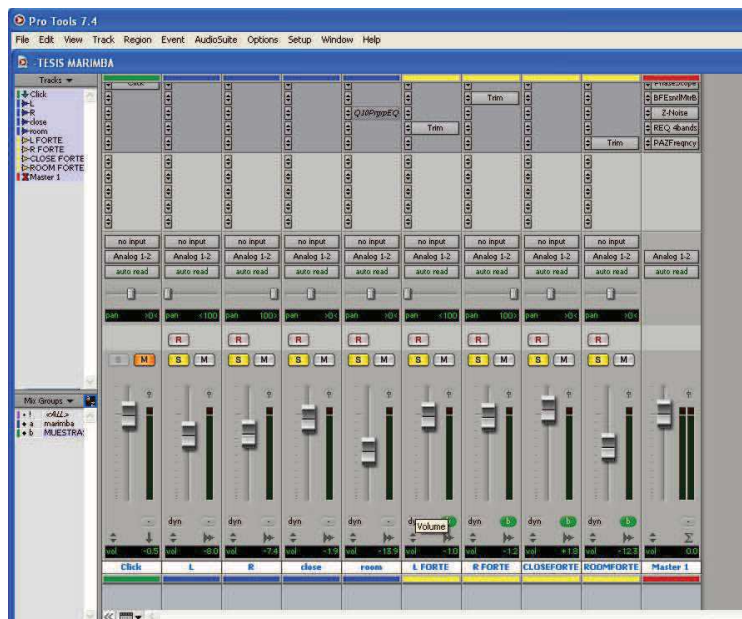 Pro Tools 7.4
File Edit View Track Region Event AudioSuite Options Setup Window Help
TESIS MARIMBA
Tracks
Click
L
R
close
room
L FORTE
R FORTE
CLOSE FORTE
ROOM FORTE
Master 1
Click
Trim
BFEsnlMtrB
Z-Noise
REQ 4bands
Trim
Trim
PAZFreqncy
no input no input no input no input no input no input no input no input no input
Analog 1-2 Analog 1-2 Analog 1-2 Analog 1-2 Analog 1-2 Analog 1-2 Analog 1-2 Analog 1-2 Analog 1-2 Analog 1-2
auto read auto read auto read auto read auto read auto read auto read auto read auto read auto read
pan >0< pan <100 pan 100> pan >0< pan >0< pan <100 pan 100> pan >0< pan >0<
R R R R R R R R
S M S M S M S M S M S M S M S M S M
Mix Groups
! <ALL>
a marimba
b MUESTRAS
dyn dyn dyn dyn dyn dyn b dyn b dyn b
Volume
vol -0.5 vol -8.0 vol -7.4 vol -1.9 vol -13.9 vol -1.0 vol -1.2 vol +1.8 vol -12.3 vol 0.0
Click L R close room L FORTE R FORTE CLOSEFORTE ROOMFORTE Master 1